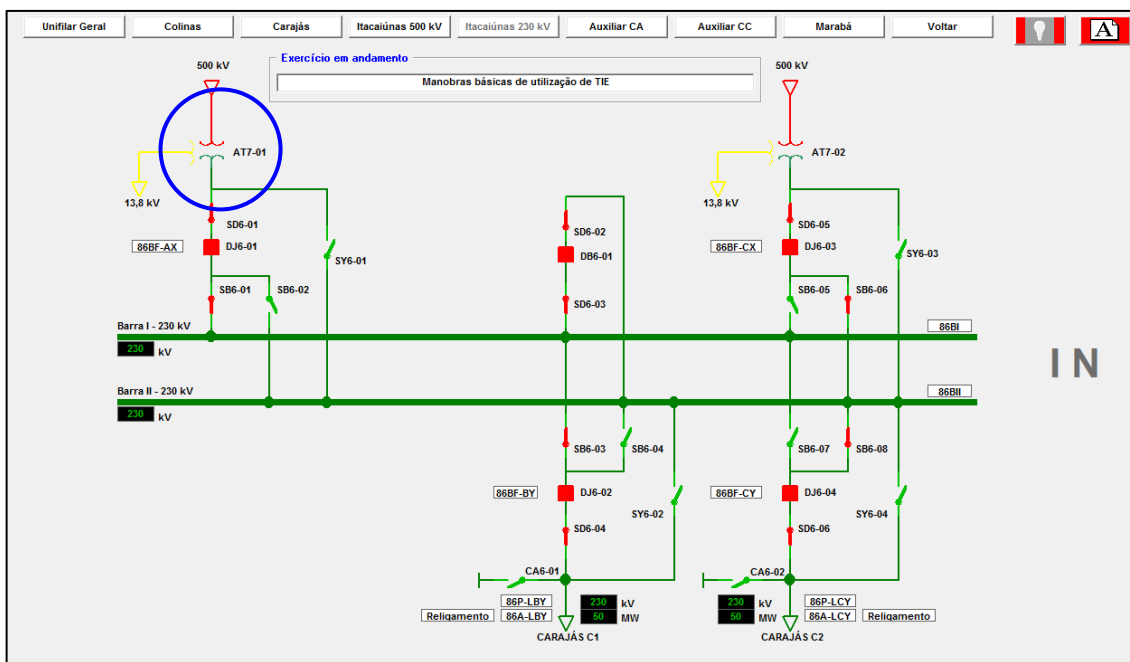 Unifilar Geral Colinas Carajás Itacaiúnas 500 kV Itacaiúnas 230 kV Auxiliar CA Auxiliar CC Marabá Voltar A
Exercício em andamento
Manobras básicas de utilização de TIE
500 kV 500 kV
AT7-01 AT7-02
13,8 kV 13,8 kV
SD6-01 SD6-02 SD6-05
86BF-AX DJ6-01 DB6-01 86BF-CX DJ6-03
SY6-01 SY6-03
SB6-01 SB6-02 SD6-03 SB6-05 SB6-06
Barra I - 230 kV 86BI
230 kV
I N
Barra II - 230 kV 86BII
230 kV
SB6-03 SB6-04 SB6-07 SB6-08
86BF-BY DJ6-02 86BF-CY DJ6-04
SY6-02 SY6-04
SD6-04 SD6-06
CA6-01 CA6-02
86P-LBY 230 kV 230 kV 86P-LCY
Religamento 86A-LBY 50 MW 50 MW 86A-LCY Religamento
CARAJÁS C1 CARAJÁS C2